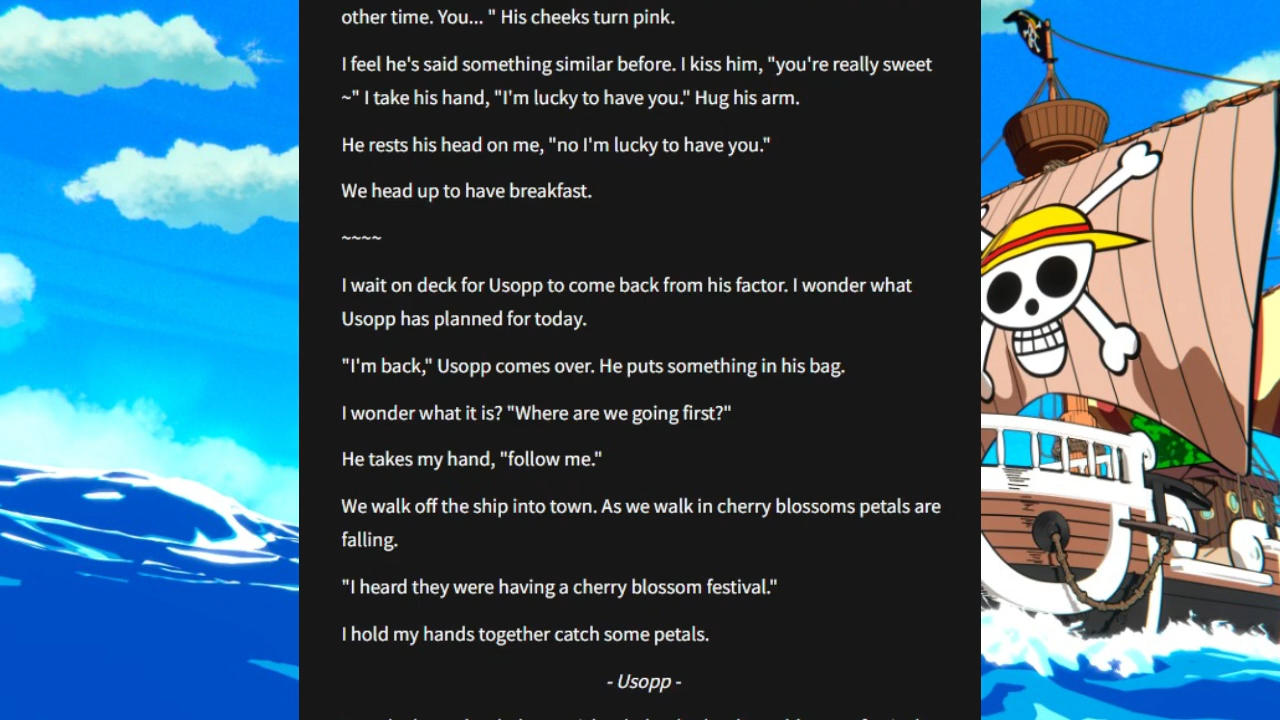 other time. You... " His cheeks turn pink.
I feel he's said something similar before. I kiss him, "you're really sweet
~" I take his hand, "I'm lucky to have you." Hug his arm.
He rests his head on me, "no I'm lucky to have you."
We head up to have breakfast.
~~~~
I wait on deck for Usopp to come back from his factor. I wonder what
Usopp has planned for today.
"I'm back," Usopp comes over. He puts something in his bag.
I wonder what it is? "Where are we going first?"
He takes my hand, "follow me."
We walk off the ship into town. As we walk in cherry blossoms petals are
falling.
"I heard they were having a cherry blossom festival."
I hold my hands together catch some petals.
- Usopp -